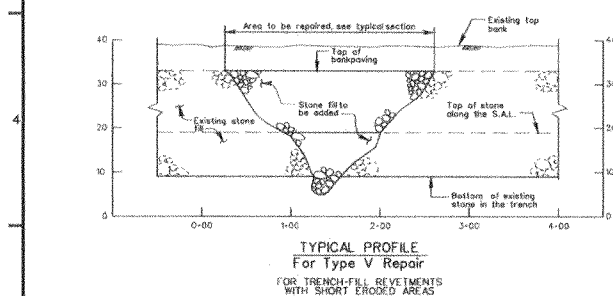 Area to be repaired, see typical section
Existing top
bank
40
40
Top of
bankpaving
30
30
Stone fill to
be added
Top of stone
along the S.A.L.
Existing stone
fill
4
20
20
10
10
Bottom of existing
stone in the trench
0
0
0+00
1+00
2+00
3+00
4+00
TYPICAL PROFILE
For Type V Repair
FOR TRENCH-FILL REVETMENTS
WITH SHORT ERODED AREAS